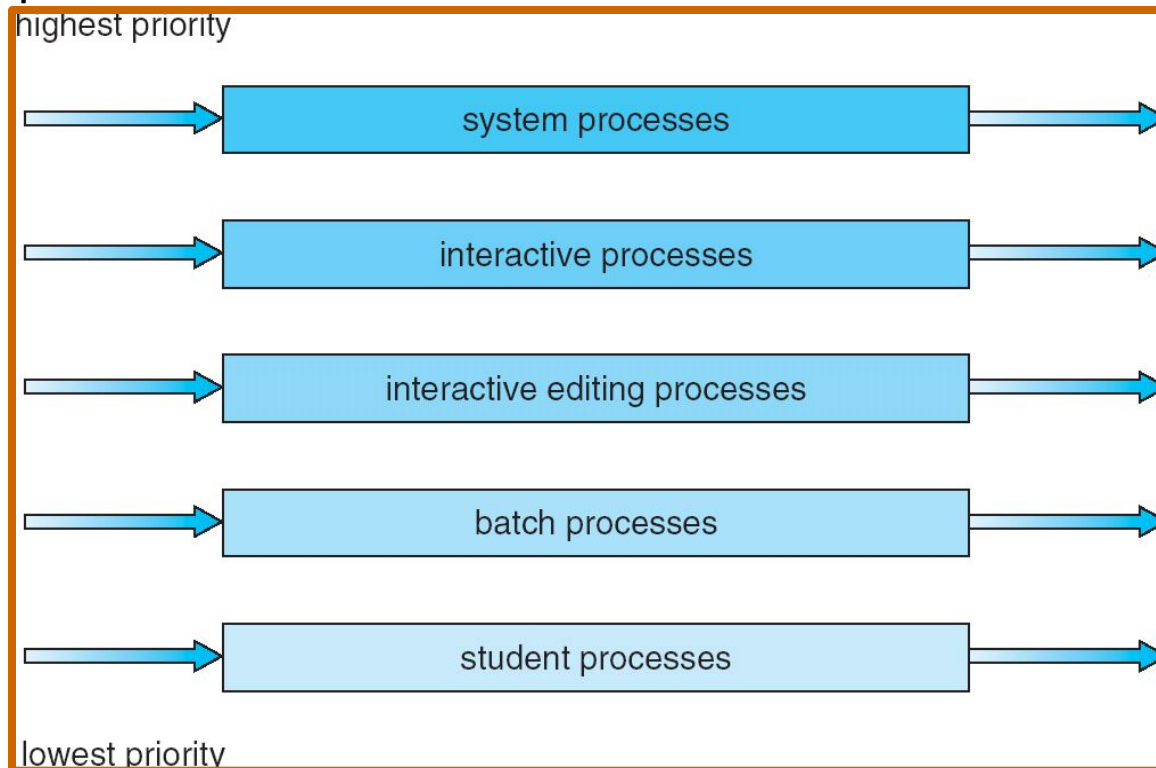 highest priority
system processes
interactive processes
interactive editing processes
batch processes
student processes
lowest priority